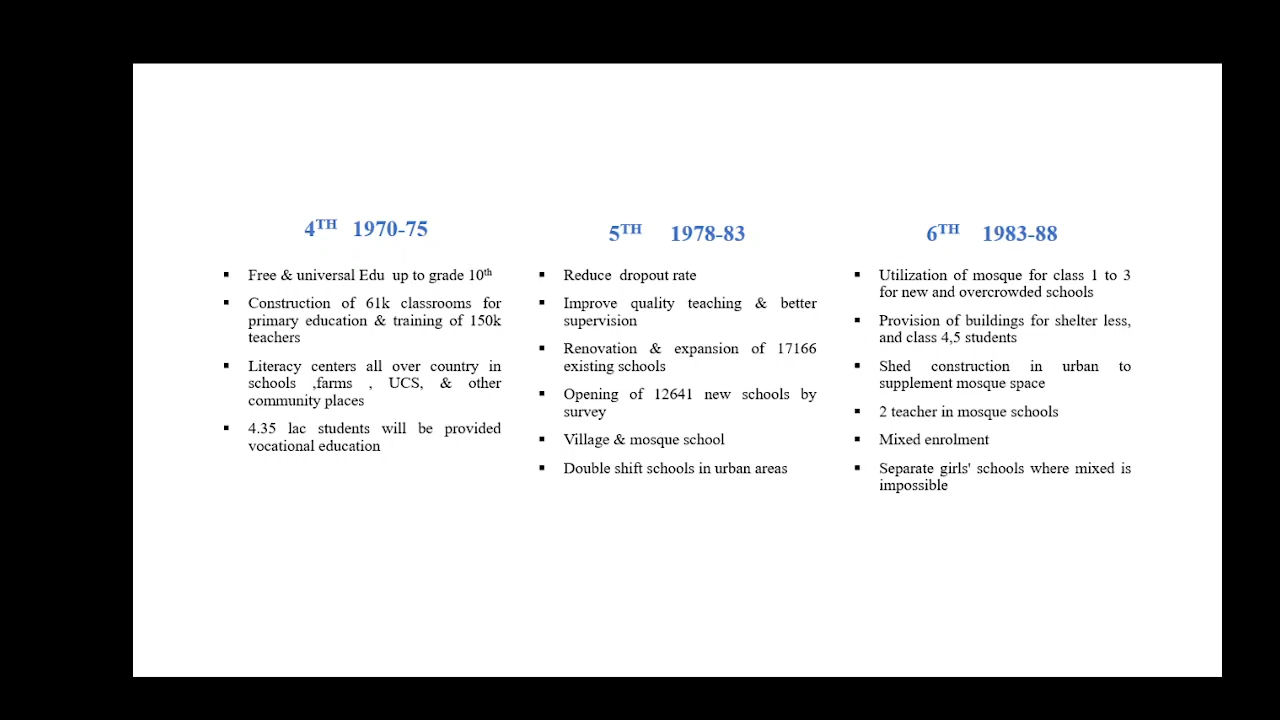 4TH 1970-75
▪ Free & universal Edu up to grade 10th
▪ Construction of 61k classrooms for
primary education & training of 150k
teachers
▪ Literacy centers all over country in
schools ,farms , UCS, & other
community places
▪ 4.35 lac students will be provided
vocational education
5TH 1978-83
▪ Reduce dropout rate
▪ Improve quality teaching & better
supervision
▪ Renovation & expansion of 17166
existing schools
▪ Opening of 12641 new schools by
survey
▪ Village & mosque school
▪ Double shift schools in urban areas
6TH 1983-88
▪ Utilization of mosque for class 1 to 3
for new and overcrowded schools
▪ Provision of buildings for shelter less,
and class 4,5 students
▪ Shed construction in urban to
supplement mosque space
▪ 2 teacher in mosque schools
▪ Mixed enrolment
▪ Separate girls' schools where mixed is
impossible